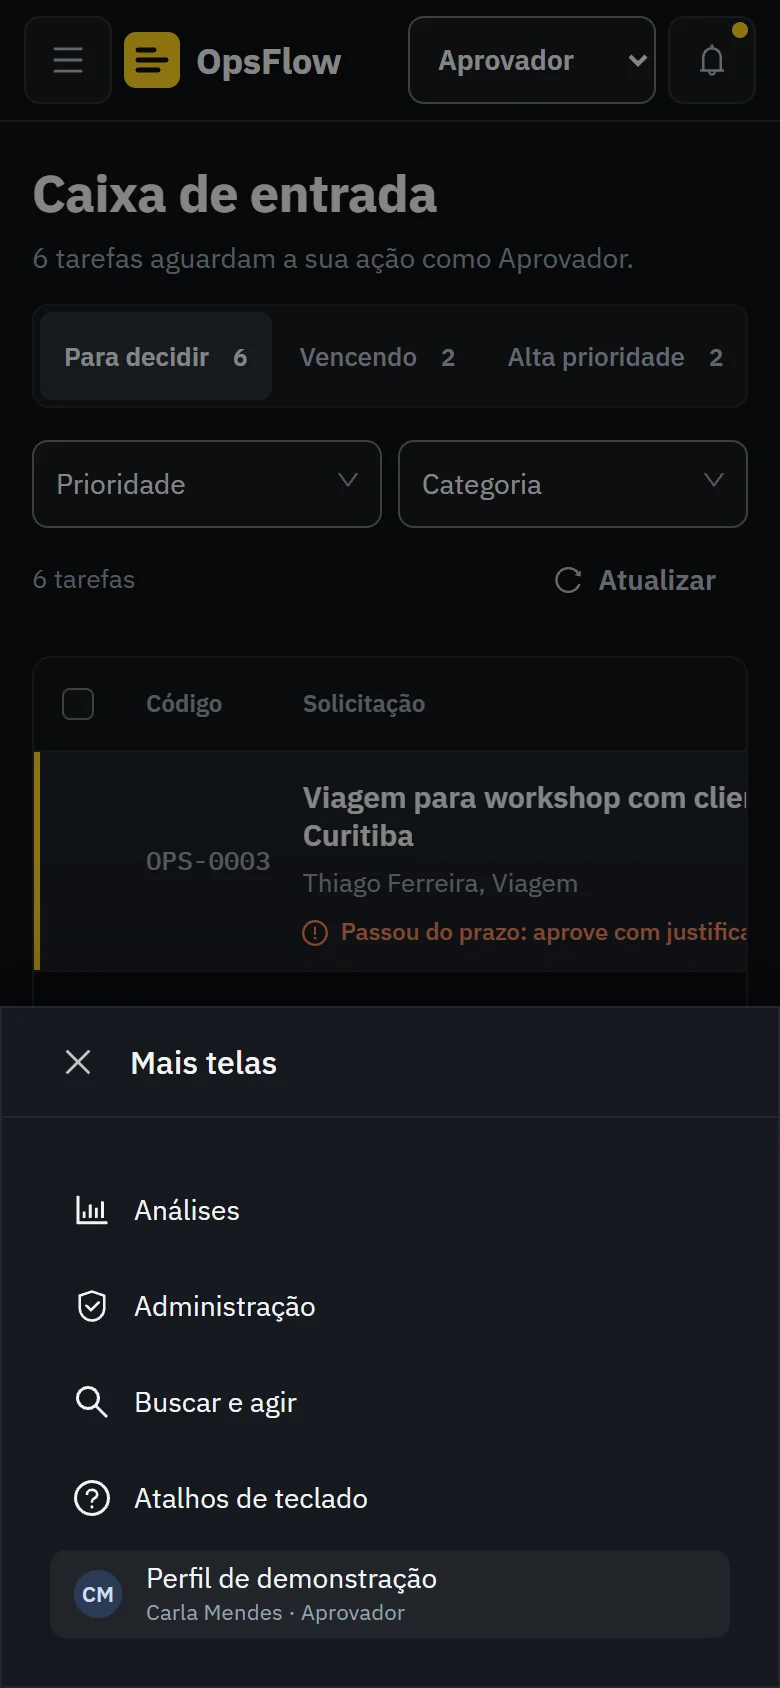 OpsFlow
Aprovador
Caixa de entrada
6 tarefas aguardam a sua ação como Aprovador.
Para decidir 6
Vencendo 2
Alta prioridade 2
Prioridade
Categoria
6 tarefas
Atualizar
Código
Solicitação
Viagem para workshop com
Curitiba
OPS-0003
Thiago Ferreira, Viagem
Passou do prazo: aprove com
Mais telas
Análises
Administração
Buscar e agir
Atalhos de teclado
CM
Perfil de demonstração
Carla Mendes · Aprovador